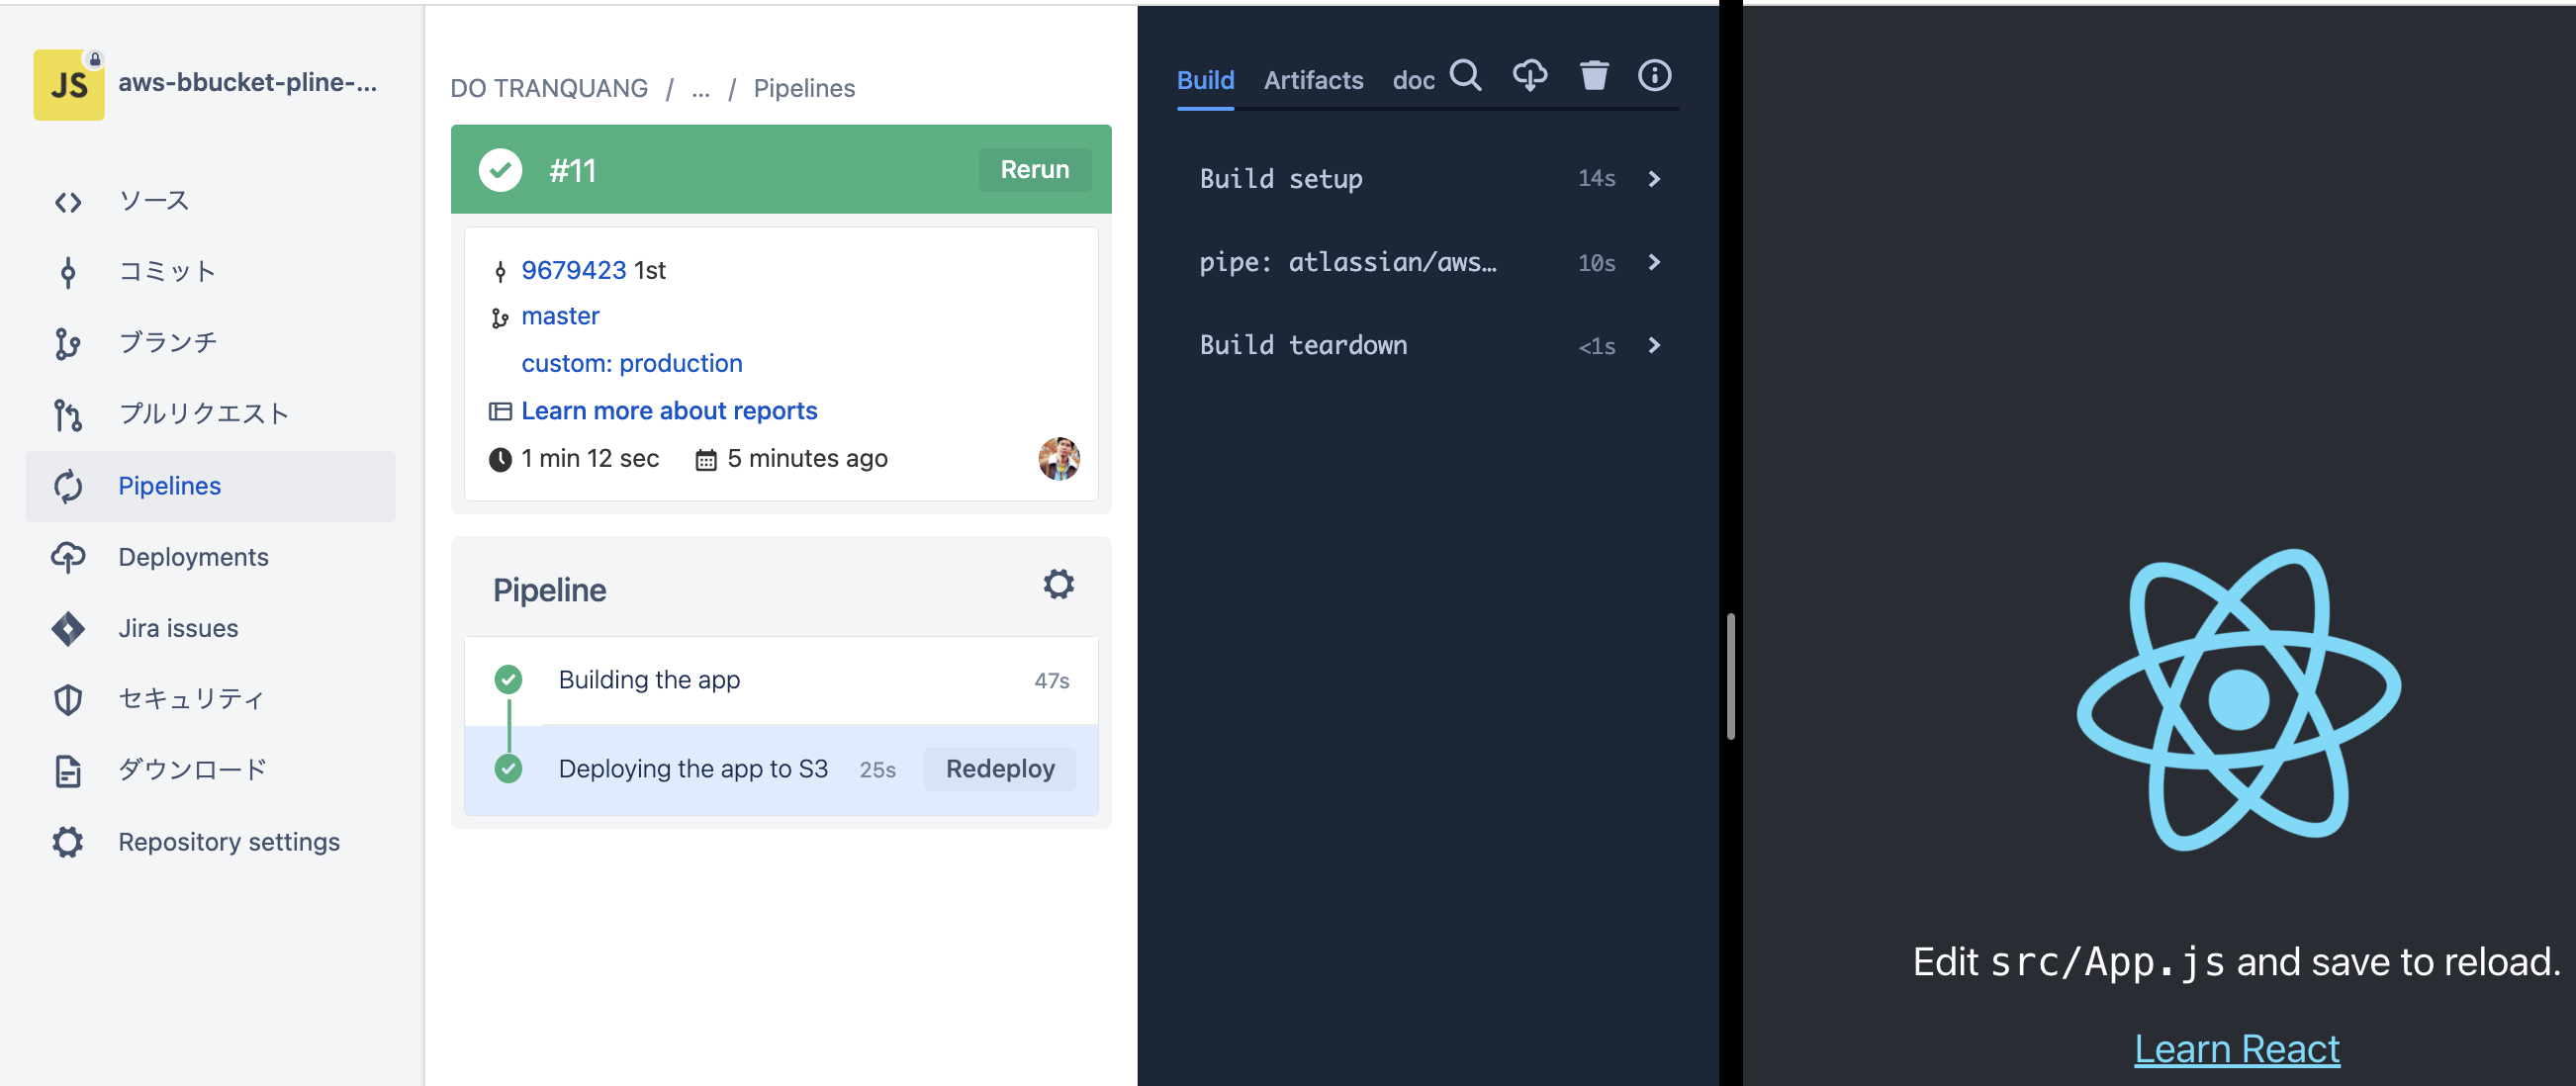 JS
aws-bbucket-pline-...
ソース
コミット
ブランチ
プルリクエスト
Pipelines
Deployments
Jira issues
セキュリティ
ダウンロード
Repository settings
DO TRANQUANG / ... / Pipelines
#11 Rerun
9679423 1st
master
custom: production
Learn more about reports
1 min 12 sec 5 minutes ago
Pipeline
Building the app 47s
Deploying the app to S3 25s Redeploy
Build Artifacts doc
Build setup 14s
pipe: atlassian/aws… 10s
Build teardown <1s
Edit src/App.js and save to reload.
Learn React